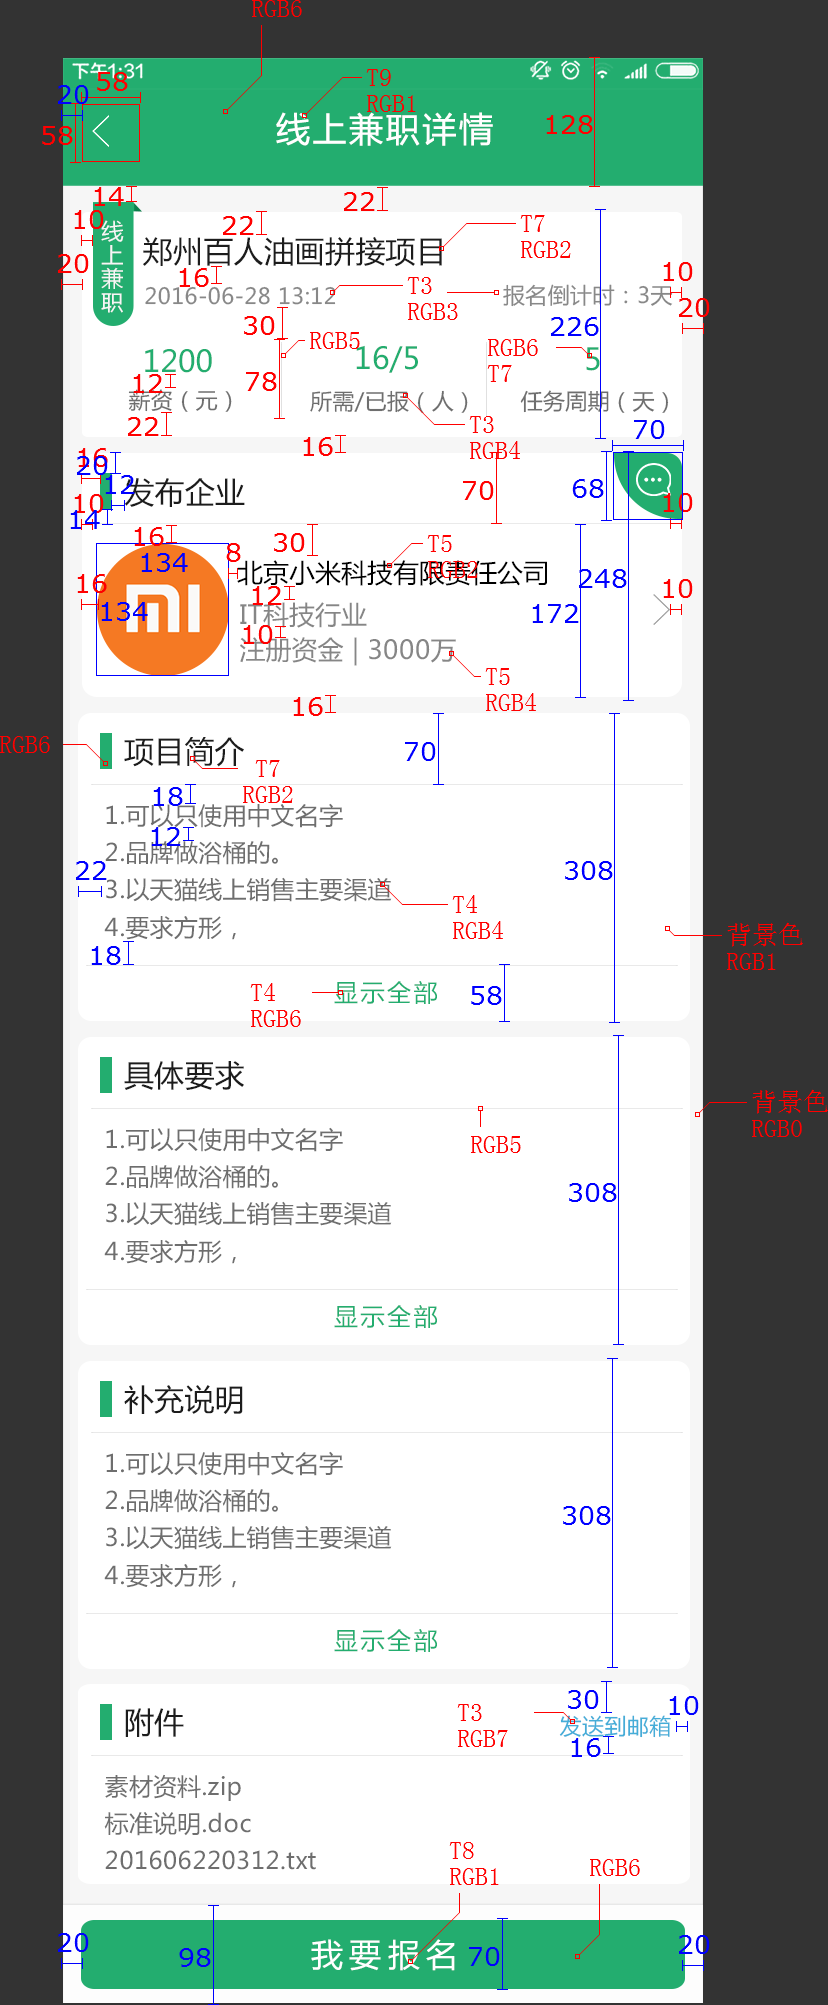 RGB6
下午1:31
T9
RGB1
58
20
58
128
线上兼职详情
14
22
22
10
20
线上兼职
郑州百人油画拼接项目
T7
RGB2
16
2016-06-28 13:12
T3
RGB3
报名倒计时：3天
10
20
30
226
RGB5
RGB6
T7
1200
16/5
5
78
12
薪资（元）
所需/已报（人）
任务周期（天）
22
T3
RGB4
16
70
16
20
12
发布企业
70
68
10
10
14
16
30
T5
RGB2
8
134
北京小米科技有限责任公司
248
16
134
12
IT科技行业
172
10
10
注册资金 | 3000万
T5
RGB4
16
RGB6
项目简介
70
T7
RGB2
18
1.可以只使用中文名字
12
2.品牌做浴桶的。
22
308
3.以天猫线上销售主要渠道
T4
RGB4
4.要求方形，
背景色
RGB1
18
T4
RGB6
显示全部
58
具体要求
背景色
RGB0
RGB5
1.可以只使用中文名字
2.品牌做浴桶的。
308
3.以天猫线上销售主要渠道
4.要求方形，
显示全部
补充说明
1.可以只使用中文名字
2.品牌做浴桶的。
308
3.以天猫线上销售主要渠道
4.要求方形，
显示全部
附件
T3
RGB7
30
发送到邮箱
10
16
素材资料.zip
标准说明.doc
201606220312.txt
T8
RGB1
RGB6
20
98
我要报名
70
20